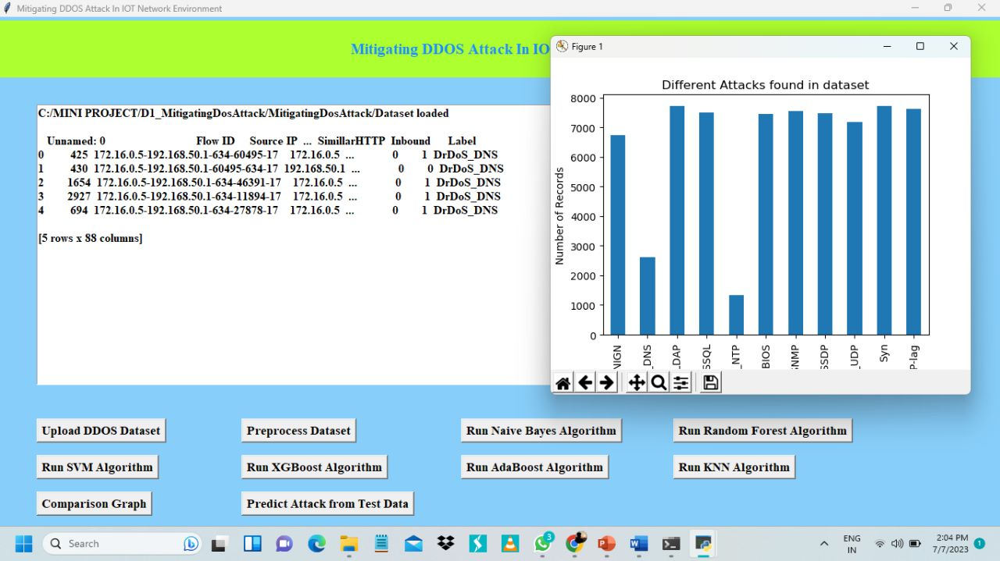 Mitigating DDOS Attack In IOT Network Environment
Mitigating DDOS Attack In IO
C:/MINI PROJECT/D1_MitigatingDosAttack/MitigatingDosAttack/Dataset loaded
Unnamed: 0 Flow ID Source IP ... SimillarHTTP Inbound Label
0 425 172.16.0.5-192.168.50.1-634-60495-17 172.16.0.5 ... 0 1 DrDoS_DNS
1 430 172.16.0.5-192.168.50.1-60495-634-17 192.168.50.1 ... 0 0 DrDoS_DNS
2 1654 172.16.0.5-192.168.50.1-634-46391-17 172.16.0.5 ... 0 1 DrDoS_DNS
3 2927 172.16.0.5-192.168.50.1-634-11894-17 172.16.0.5 ... 0 1 DrDoS_DNS
4 694 172.16.0.5-192.168.50.1-634-27878-17 172.16.0.5 ... 0 1 DrDoS_DNS
[5 rows x 88 columns]
Figure 1
Different Attacks found in dataset
Number of Records
8000
7000
6000
5000
4000
3000
2000
1000
0
NIGN
_DNS
_DAP
SSQL
_NTP
BIOS
SNMP
SSDP
_UDP
Syn
P-lag
Upload DDOS Dataset
Preprocess Dataset
Run Naive Bayes Algorithm
Run Random Forest Algorithm
Run SVM Algorithm
Run XGBoost Algorithm
Run AdaBoost Algorithm
Run KNN Algorithm
Comparison Graph
Predict Attack from Test Data
Search
3
ENG
IN
2:04 PM
7/7/2023
1